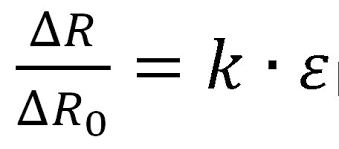 ΔR/ΔR₀ = k · ε